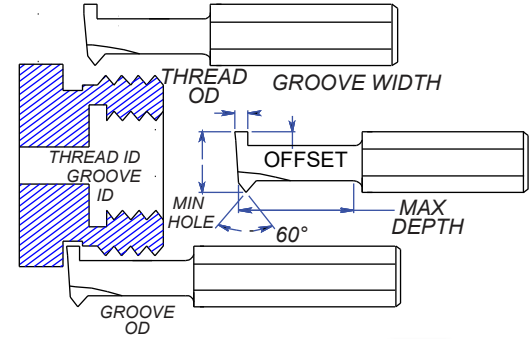 THREAD
OD
GROOVE WIDTH
THREAD ID
GROOVE
ID
OFFSET
MIN
HOLE
60°
MAX
DEPTH
GROOVE
OD